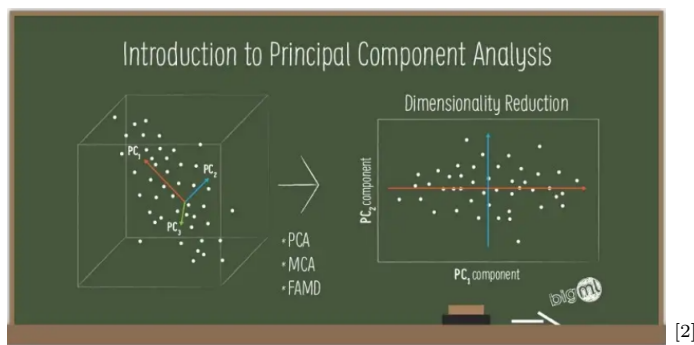 Introduction to Principal Component Analysis
Dimensionality Reduction
PC₁
PC₂
PC₃
PC₂ component
• PCA
• MCA
• FAMD
PC₁ component
bigml
[2]